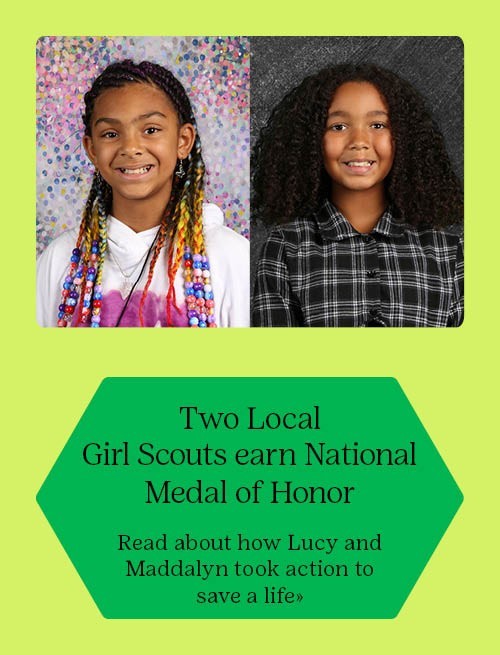 Two Local
Girl Scouts earn National
Medal of Honor
Read about how Lucy and
Maddalyn took action to
save a life»